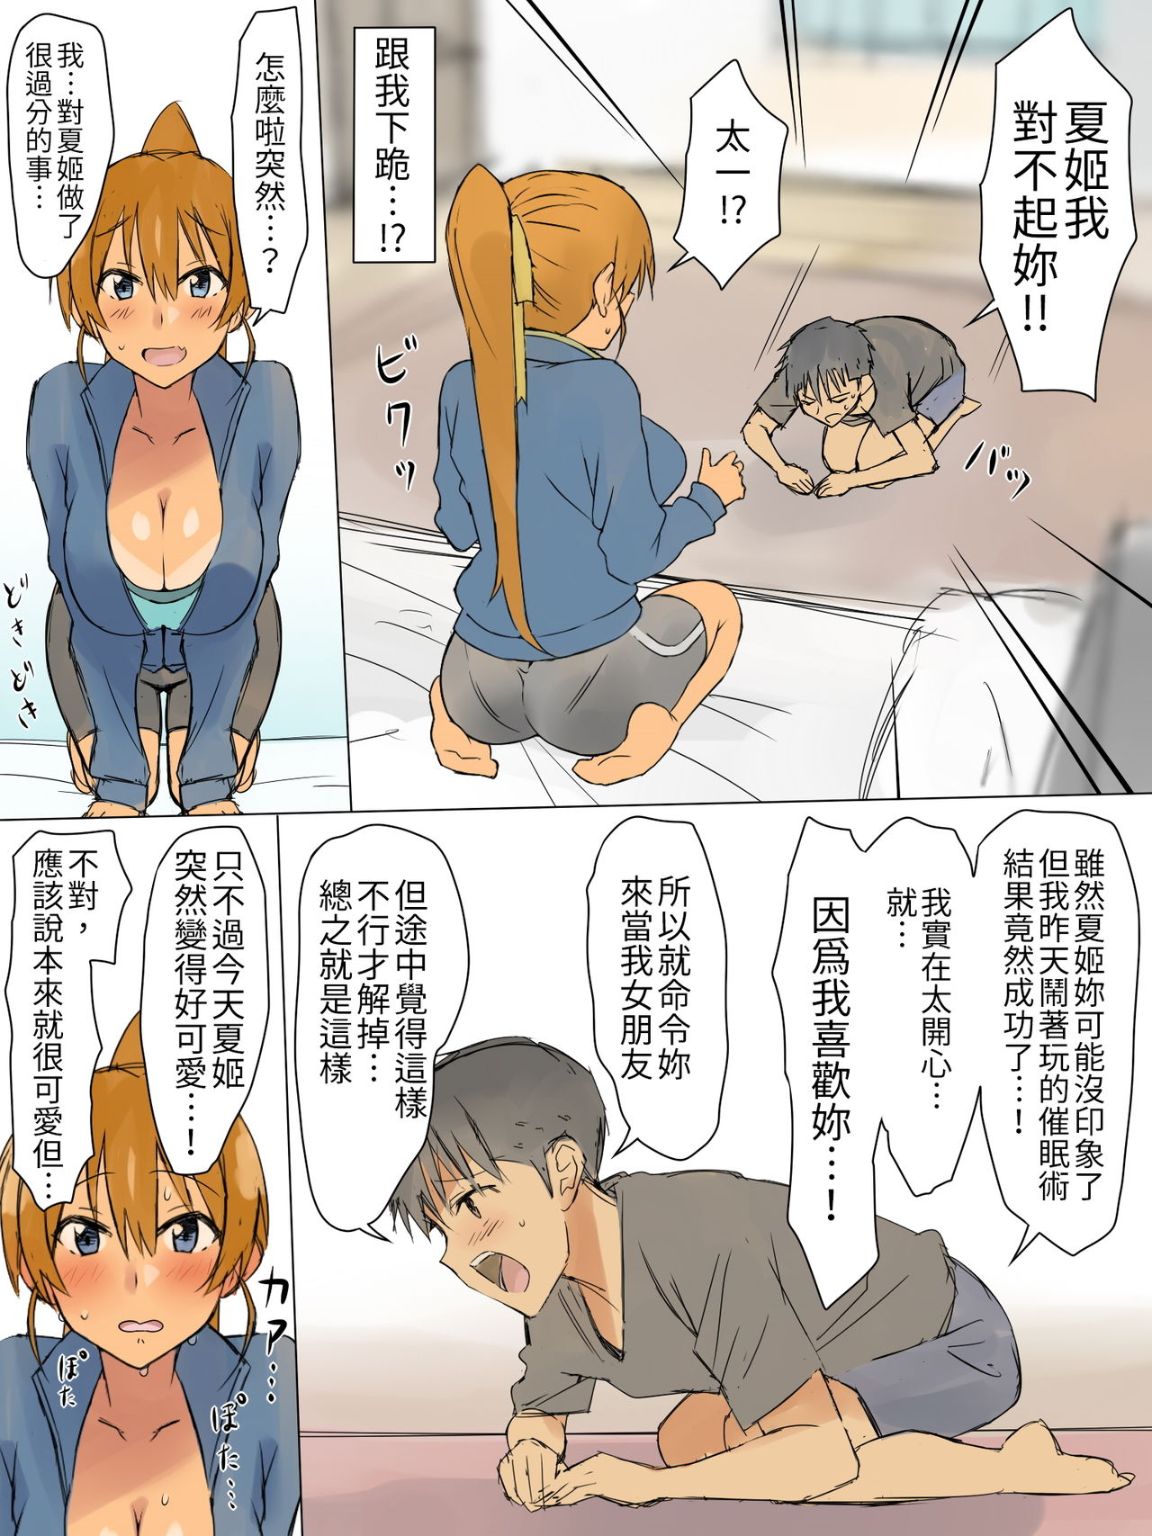 夏姬我
對不起妳!!
太一!?
跟我下跪…!?
バッ
ビクッ
怎麼啦突然…?
我…對夏姬做了
很過分的事…
どきどき
雖然夏姬妳可能沒印象了
但我昨天鬧著玩的催眠術
結果竟然成功了…!
我實在太開心…
就…
因爲我喜歡妳…!
所以就命令妳
來當我女朋友
但途中覺得這樣
不行才解掉…
總之就是這樣
只不過今天夏姬
突然變得好可愛…!
不對，
應該說本來就很可愛但…
カア…
ぽた
ぽた…